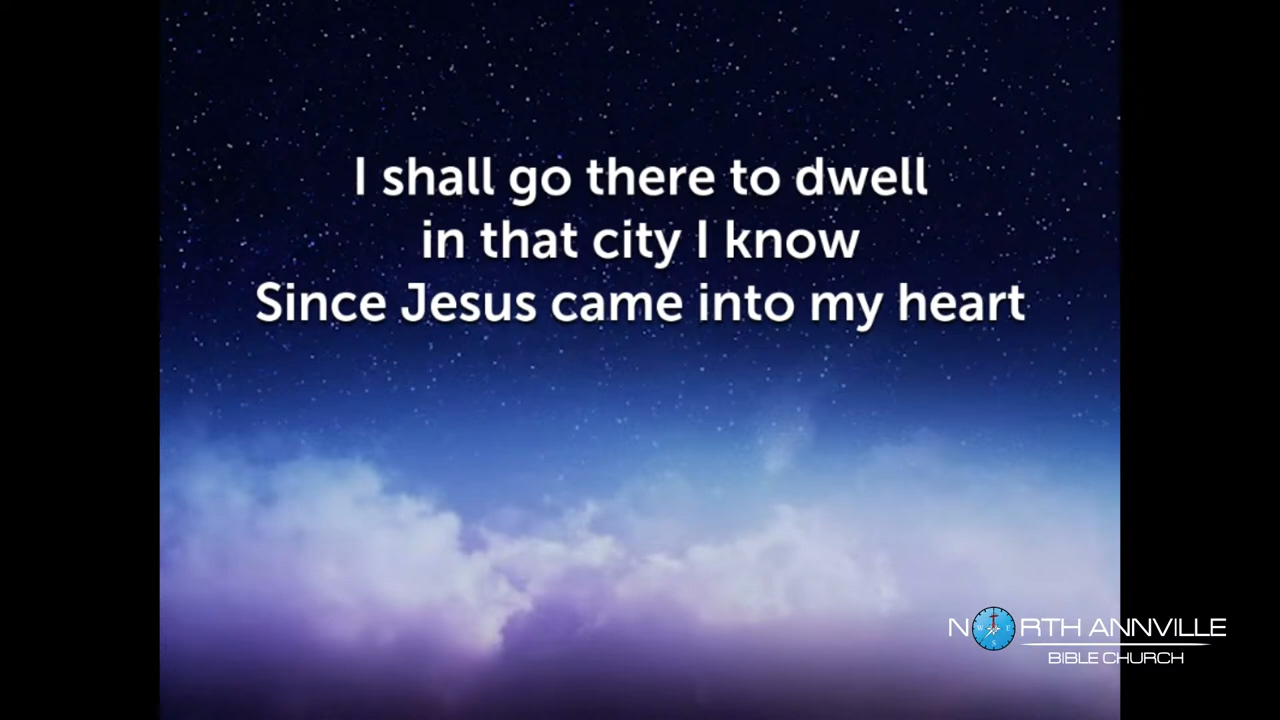 I shall go there to dwell
in that city I know
Since Jesus came into my heart
NORTH ANNVILLE
BIBLE CHURCH